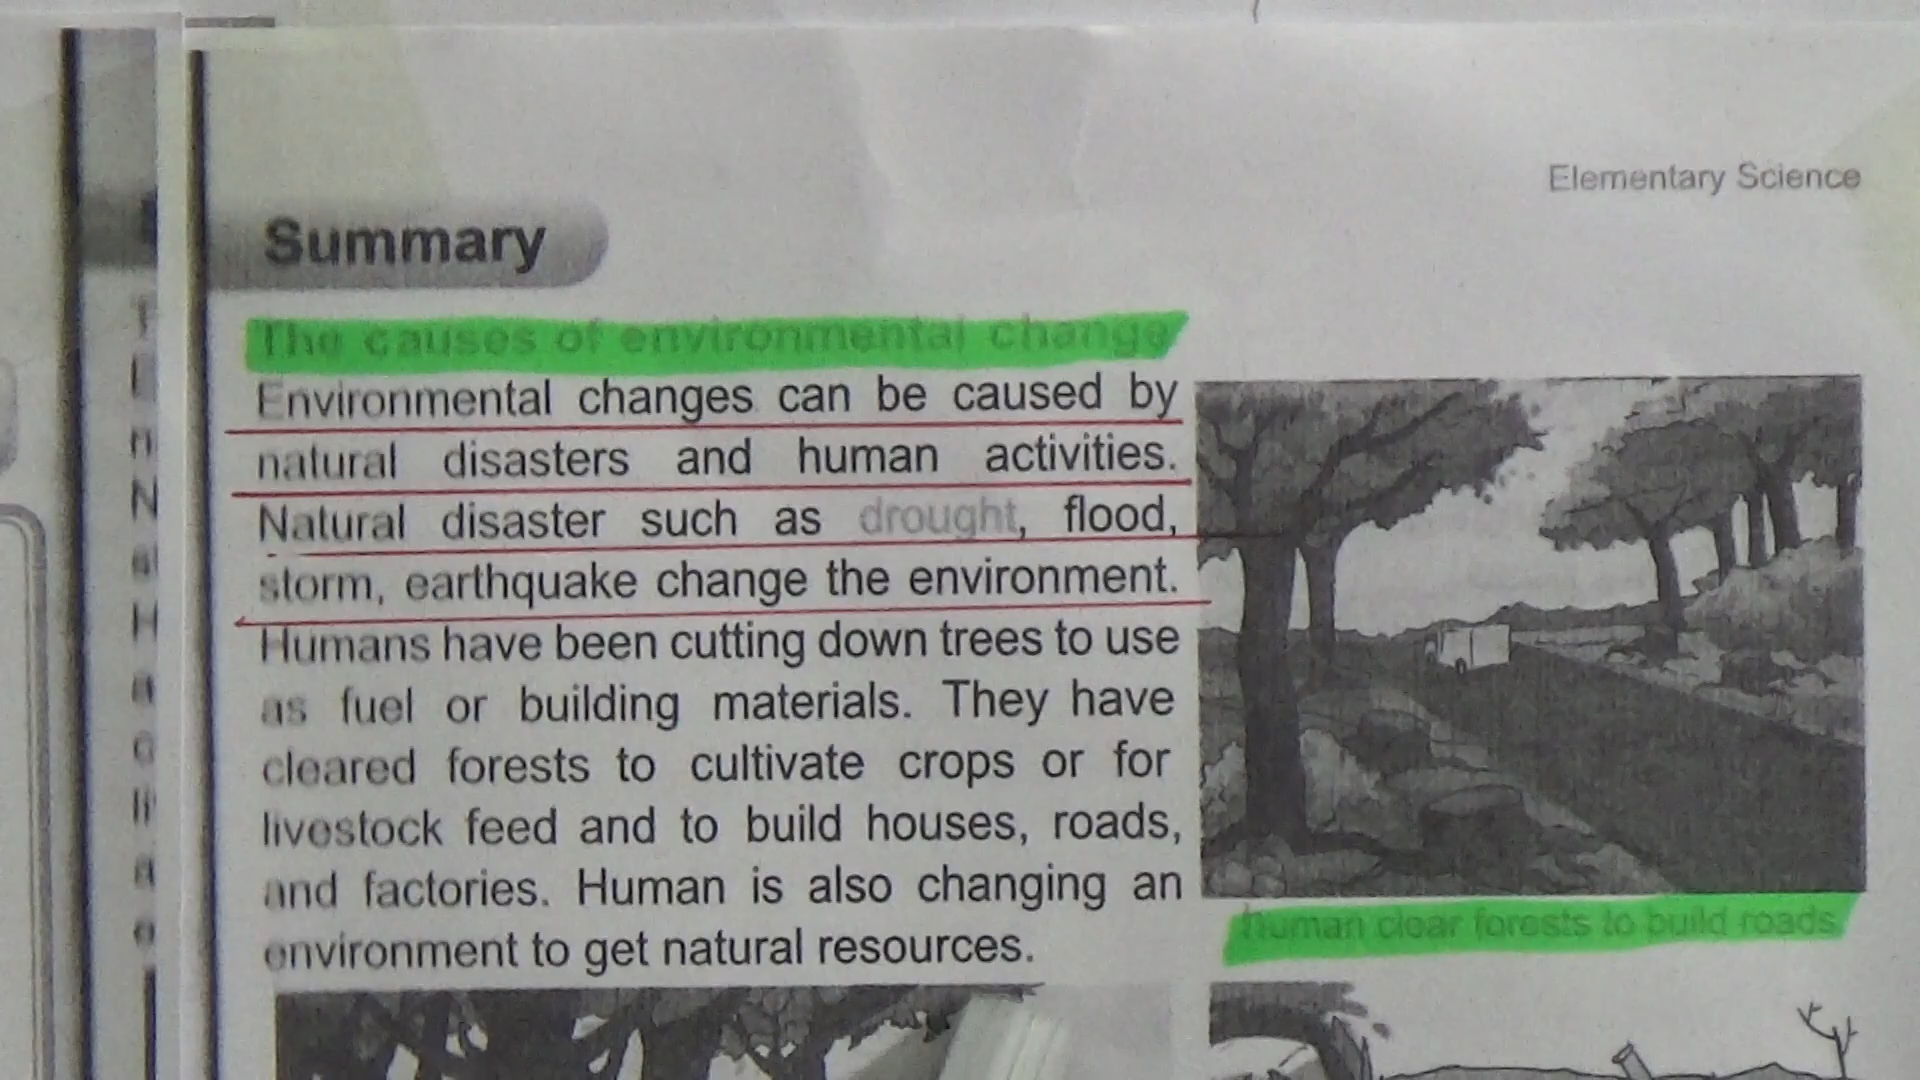 Elementary Science
Summary
The causes of environmental change
Environmental changes can be caused by
natural disasters and human activities.
Natural disaster such as drought, flood,
storm, earthquake change the environment.
Humans have been cutting down trees to use
as fuel or building materials. They have
cleared forests to cultivate crops or for
livestock feed and to build houses, roads,
and factories. Human is also changing an
environment to get natural resources.
human clear forests to build roads